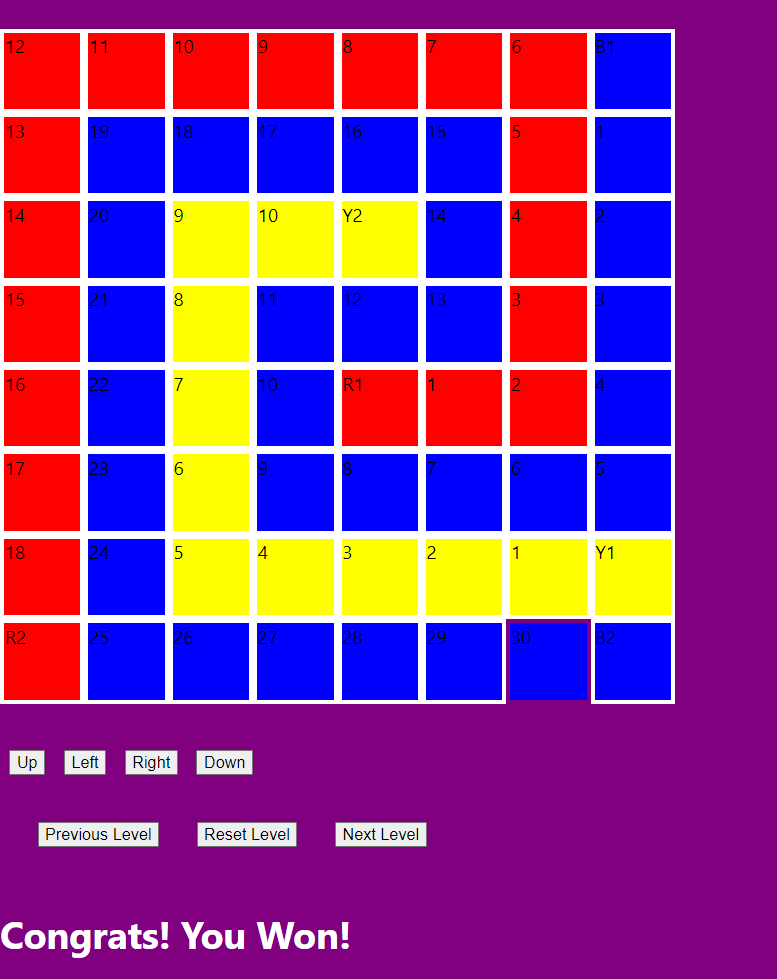 12 11 10 9 8 7 6 B1
13 19 18 17 16 15 5 1
14 20 9 10 Y2 14 4 2
15 21 8 11 12 13 3 3
16 22 7 10 R1 1 2 4
17 23 6 9 8 7 6 5
18 24 5 4 3 2 1 Y1
R2 25 26 27 28 29 30 B2
Up Left Right Down
Previous Level Reset Level Next Level
Congrats! You Won!